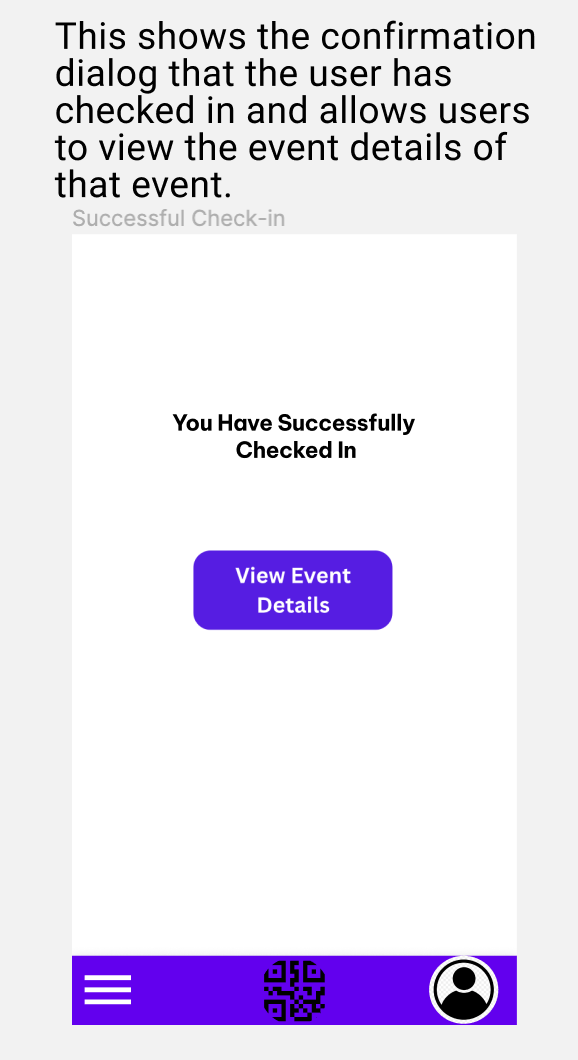 This shows the confirmation
dialog that the user has
checked in and allows users
to view the event details of
that event.
Successful Check-in
You Have Successfully
Checked In
View Event
Details